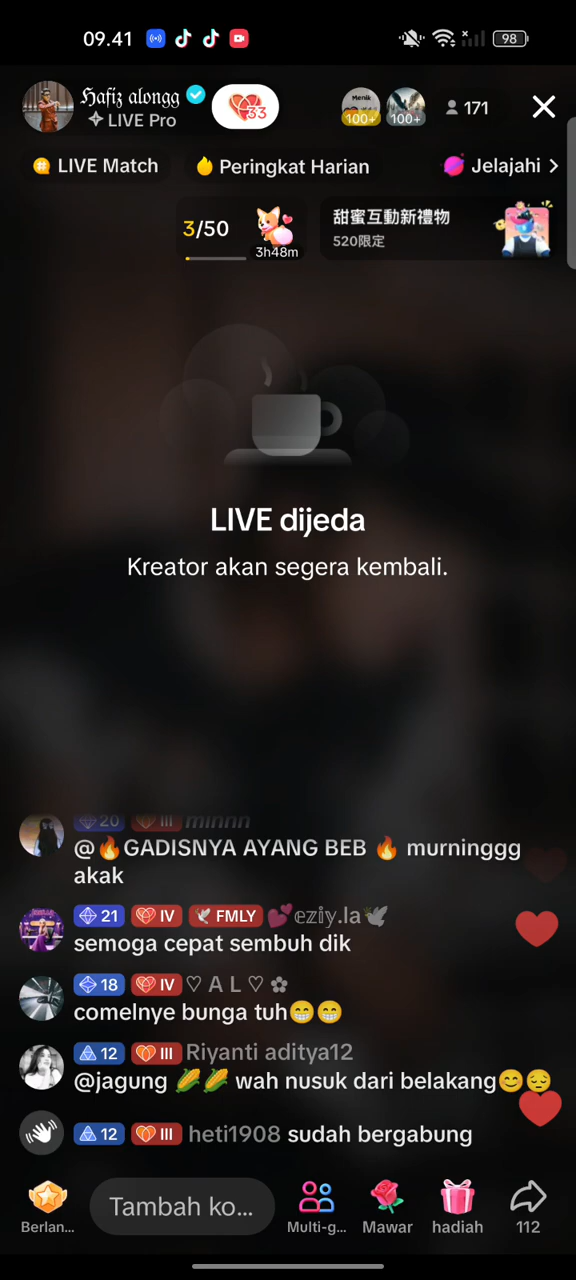 09.41
98
Hafiz alongg
LIVE Pro
33
Menik
100+
100+
171
LIVE Match
Peringkat Harian
Jelajahi
3/50
3h48m
甜蜜互動新禮物
520限定
LIVE dijeda
Kreator akan segera kembali.
20 III minnn
@🔥GADISNYA AYANG BEB 🔥 murninggg
akak
21 IV FMLY 💕𝕖𝕫𝕚𝕪.la🕊
semoga cepat sembuh dik
18 IV ♡ A L ♡ ✿
comelnye bunga tuh😁😁
12 III Riyanti aditya12
@jagung 🌽🌽 wah nusuk dari belakang😊😔
12 III heti1908 sudah bergabung
Berlan...
Tambah ko...
Multi-g...
Mawar
hadiah
112